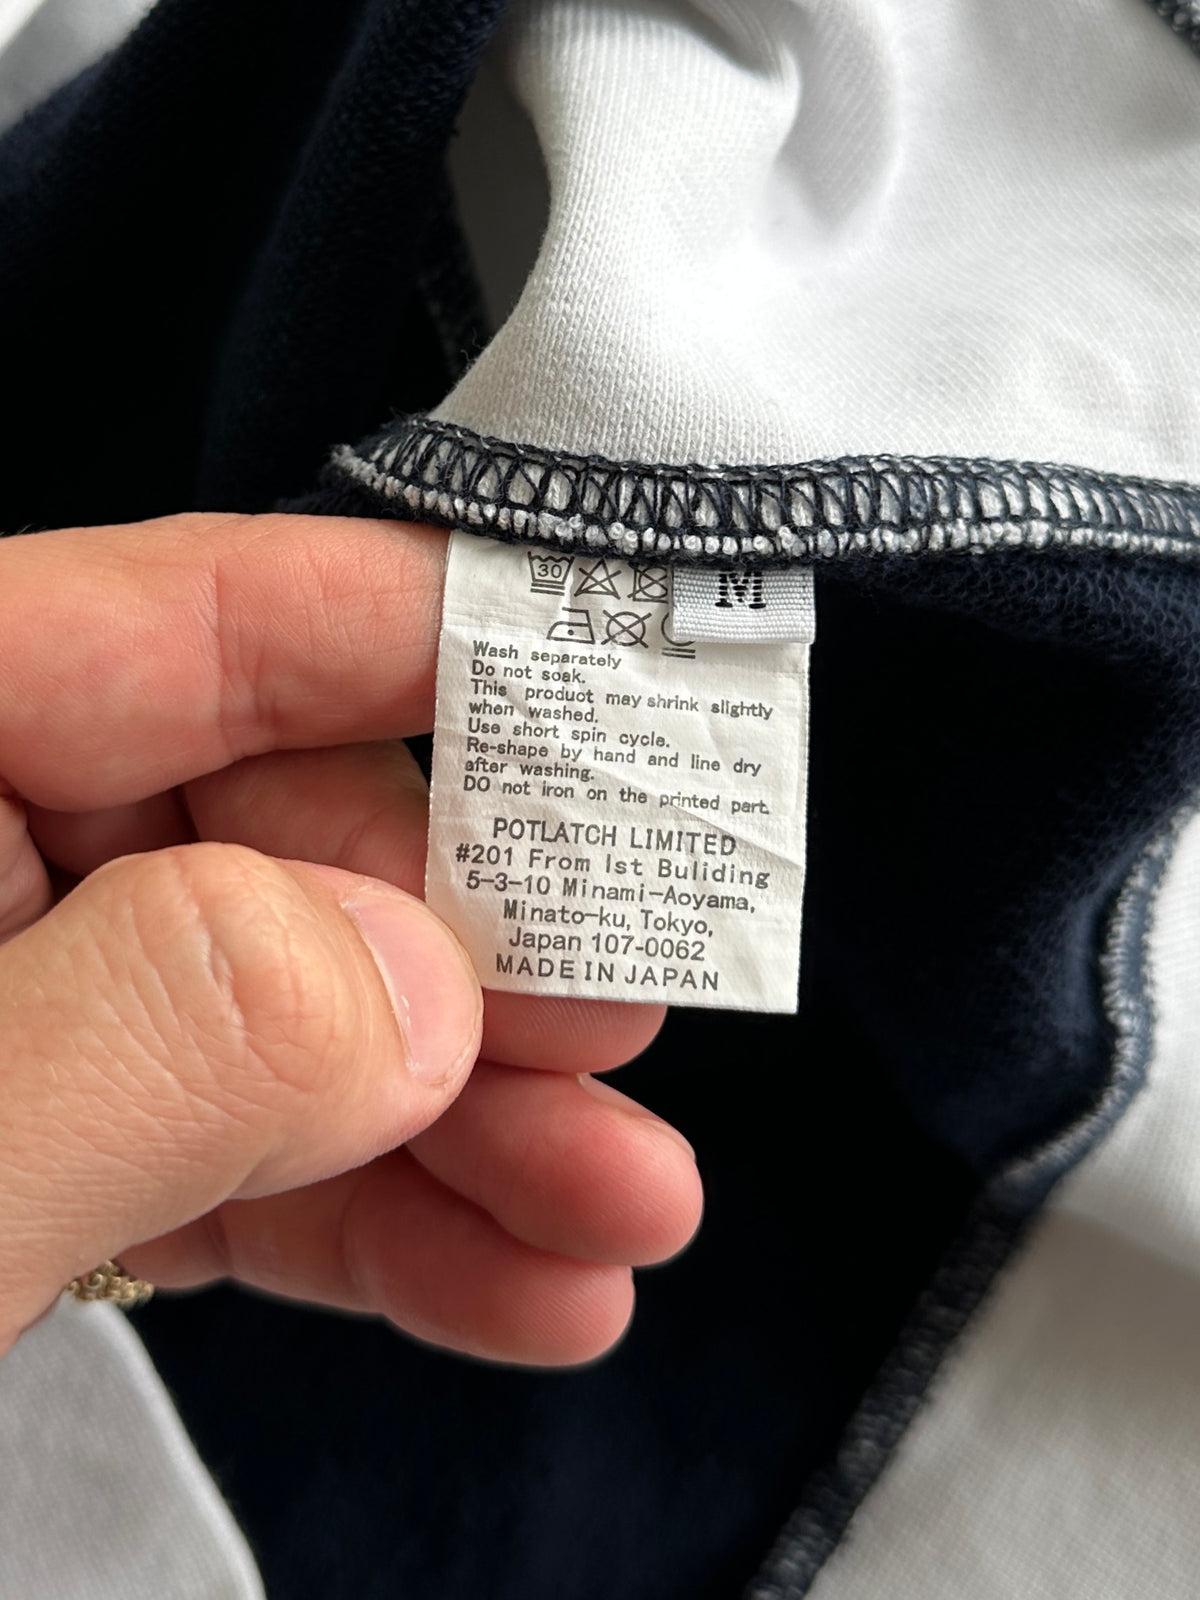 30
M
Wash separately
Do not soak.
This product may shrink slightly
when washed.
Use short spin cycle.
Re-shape by hand and line dry
after washing.
DO not iron on the printed part.
POTLATCH LIMITED
#201 From 1st Buliding
5-3-10 Minami-Aoyama,
Minato-ku, Tokyo,
Japan 107-0062
MADE IN JAPAN